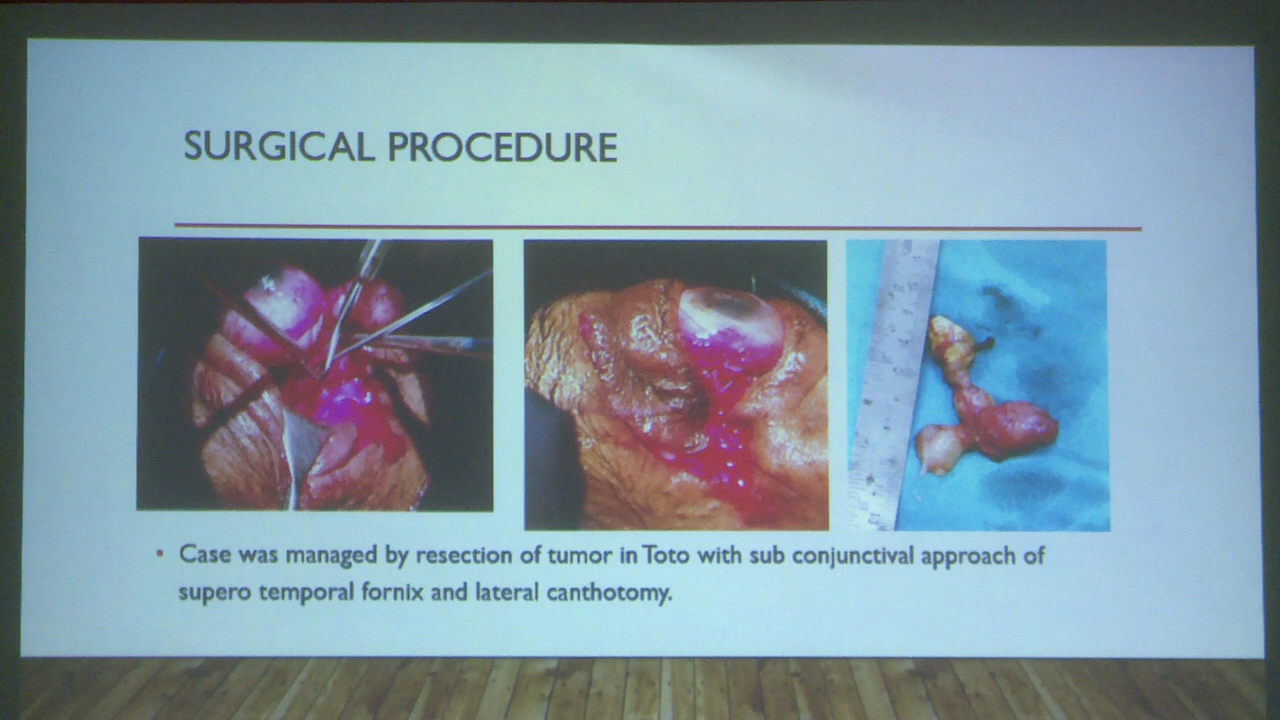 SURGICAL PROCEDURE
• Case was managed by resection of tumor in Toto with sub conjunctival approach of
supero temporal fornix and lateral canthotomy.